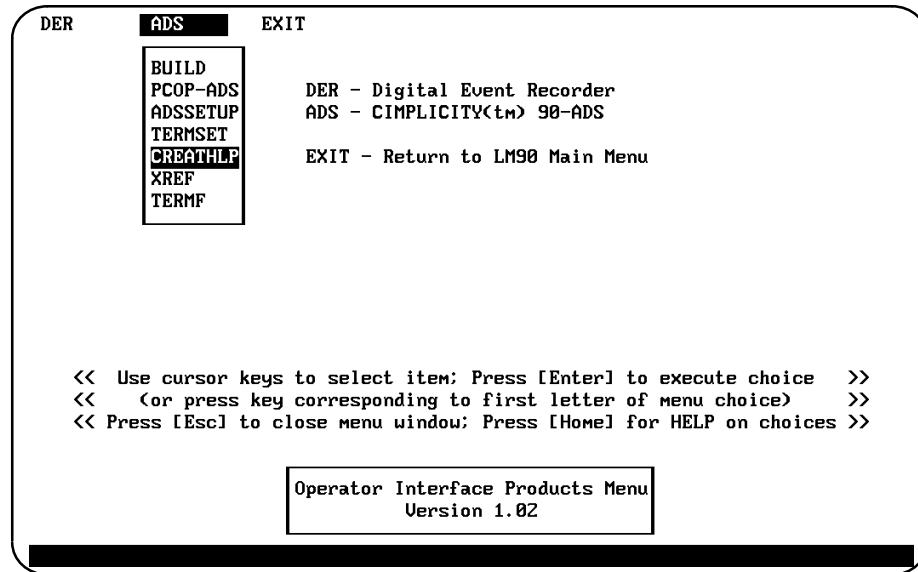 DER ADS EXIT
BUILD
PCOP-ADS
ADSSETUP
TERMSET
CREATHLP
XREF
TERMF
DER - Digital Event Recorder
ADS - CIMPLICITY(tm) 90-ADS
EXIT - Return to LM90 Main Menu
<< Use cursor keys to select item; Press [Enter] to execute choice >>
<< (or press key corresponding to first letter of menu choice) >>
<< Press [Esc] to close menu window; Press [Home] for HELP on choices >>
Operator Interface Products Menu
Version 1.02